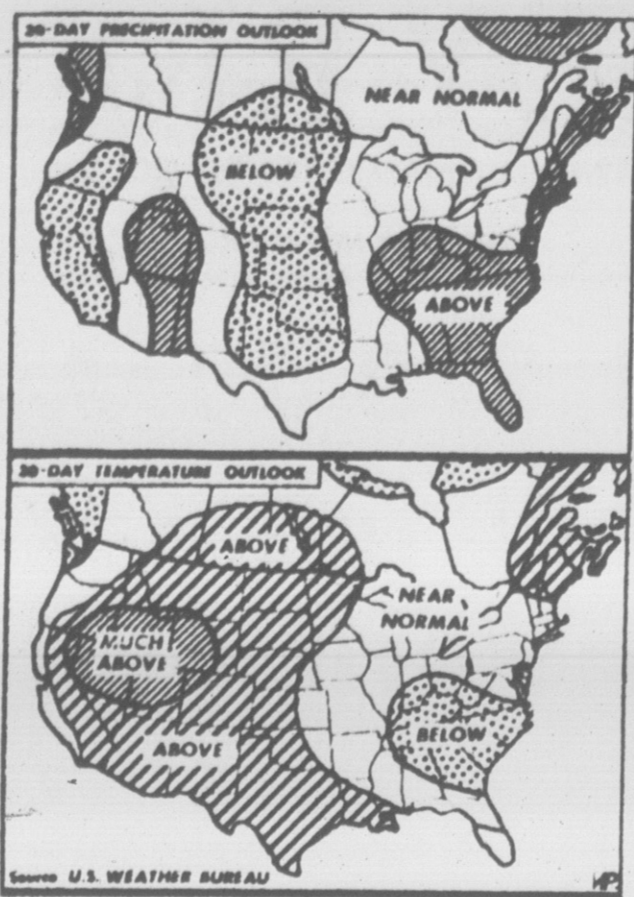 30-DAY PRECIPITATION OUTLOOK
NEAR NORMAL
BELOW
ABOVE
30-DAY TEMPERATURE OUTLOOK
ABOVE
NEAR
NORMAL
MUCH
ABOVE
BELOW
ABOVE
Source U.S. WEATHER BUREAU
AP